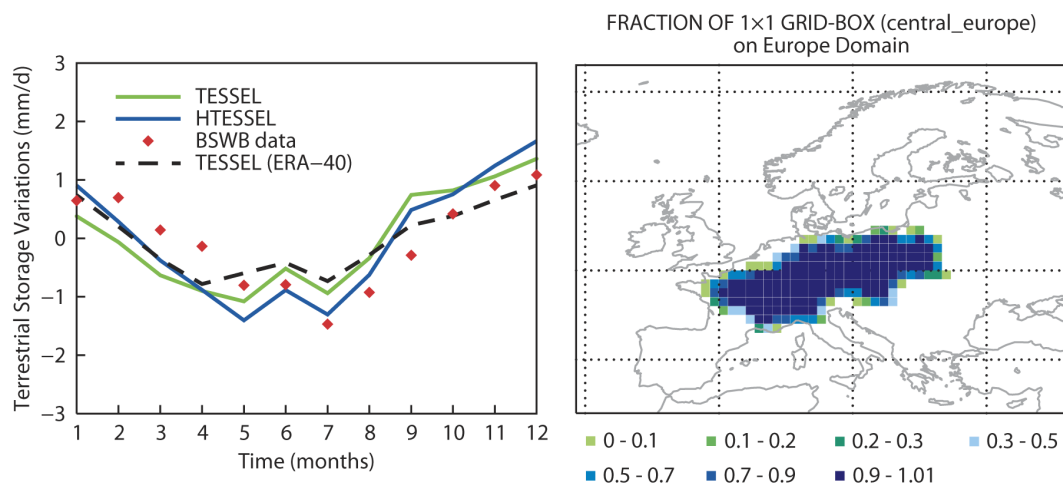 FRACTION OF 1×1 GRID-BOX (central_europe)
on Europe Domain
Terrestrial Storage Variations (mm/d)
3
2
1
0
−1
−2
−3
TESSEL
HTESSEL
BSWB data
TESSEL (ERA−40)
1 2 3 4 5 6 7 8 9 10 11 12
Time (months)
0 - 0.1 0.1 - 0.2 0.2 - 0.3 0.3 - 0.5
0.5 - 0.7 0.7 - 0.9 0.9 - 1.01